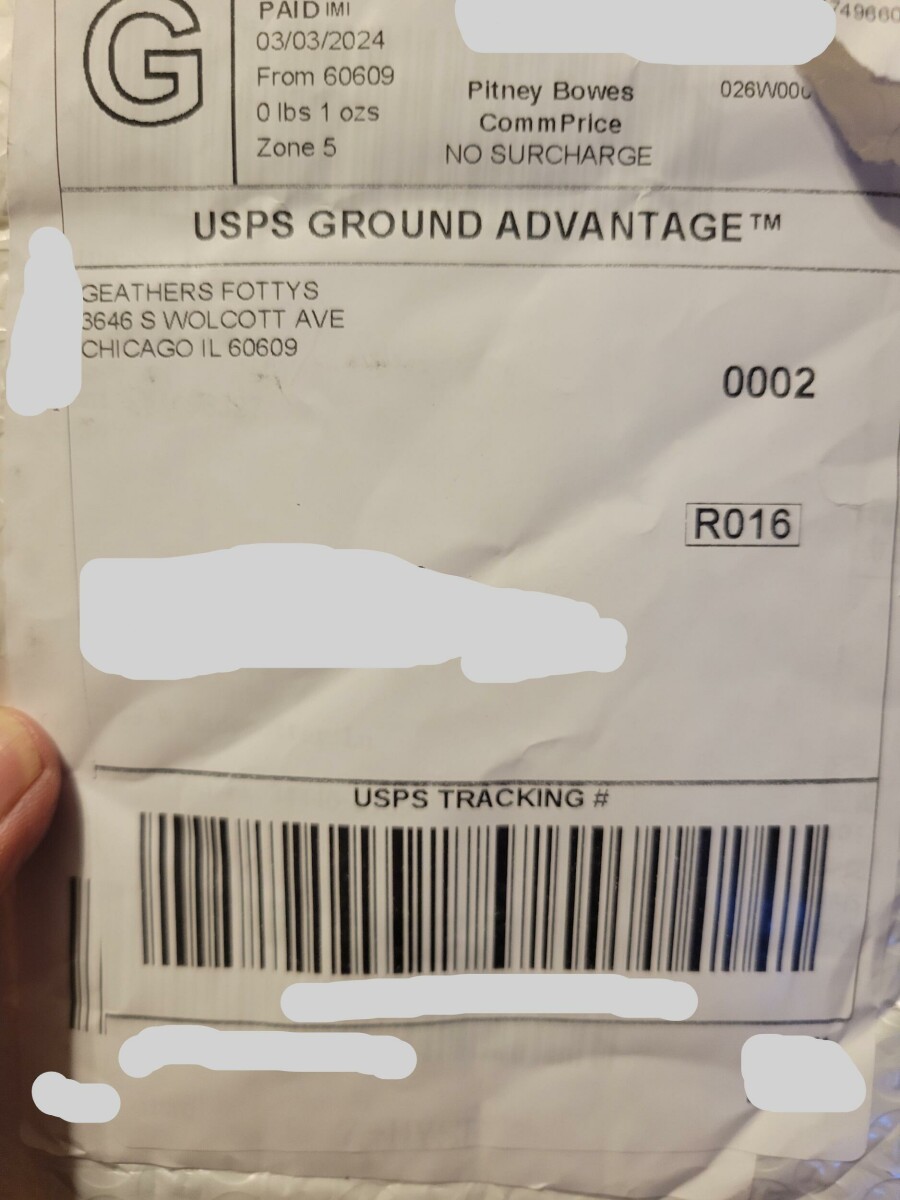 G
PAID IMI
03/03/2024
From 60609
0 lbs 1 ozs
Zone 5
Pitney Bowes
CommPrice
NO SURCHARGE
USPS GROUND ADVANTAGE™
GEATHERS FOTTYS
3646 S WOLCOTT AVE
CHICAGO IL 60609
0002
R016
USPS TRACKING #